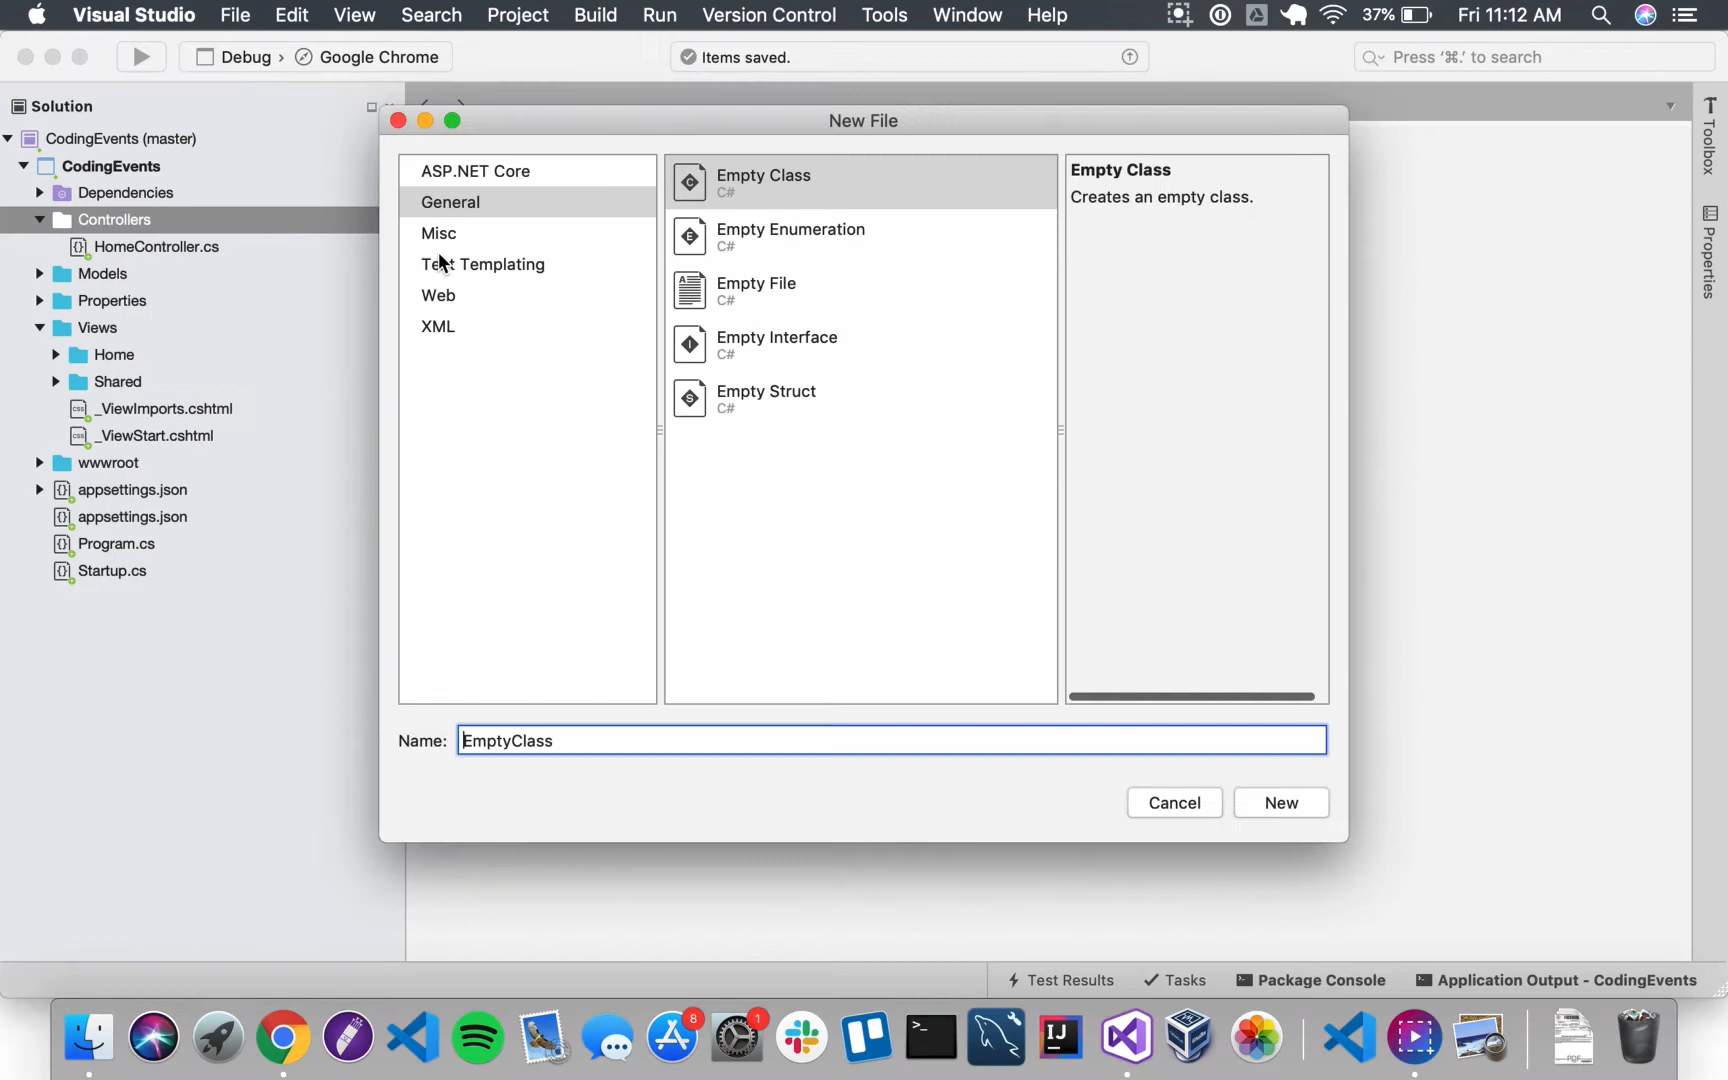 Visual Studio File Edit View Search Project Build Run Version Control Tools Window Help 37% Fri 11:12 AM
Debug › Google Chrome
Items saved.
Press ‘⌘.’ to search
Solution
CodingEvents (master)
CodingEvents
Dependencies
Controllers
HomeController.cs
Models
Properties
Views
Home
Shared
_ViewImports.cshtml
_ViewStart.cshtml
wwwroot
appsettings.json
appsettings.json
Program.cs
Startup.cs
New File
ASP.NET Core
General
Misc
Text Templating
Web
XML
Empty Class
C#
Empty Enumeration
C#
Empty File
C#
Empty Interface
C#
Empty Struct
C#
Empty Class
Creates an empty class.
Name: EmptyClass
Cancel New
Toolbox
Properties
Test Results Tasks Package Console Application Output - CodingEvents
8
1
>_
IJ
PDF